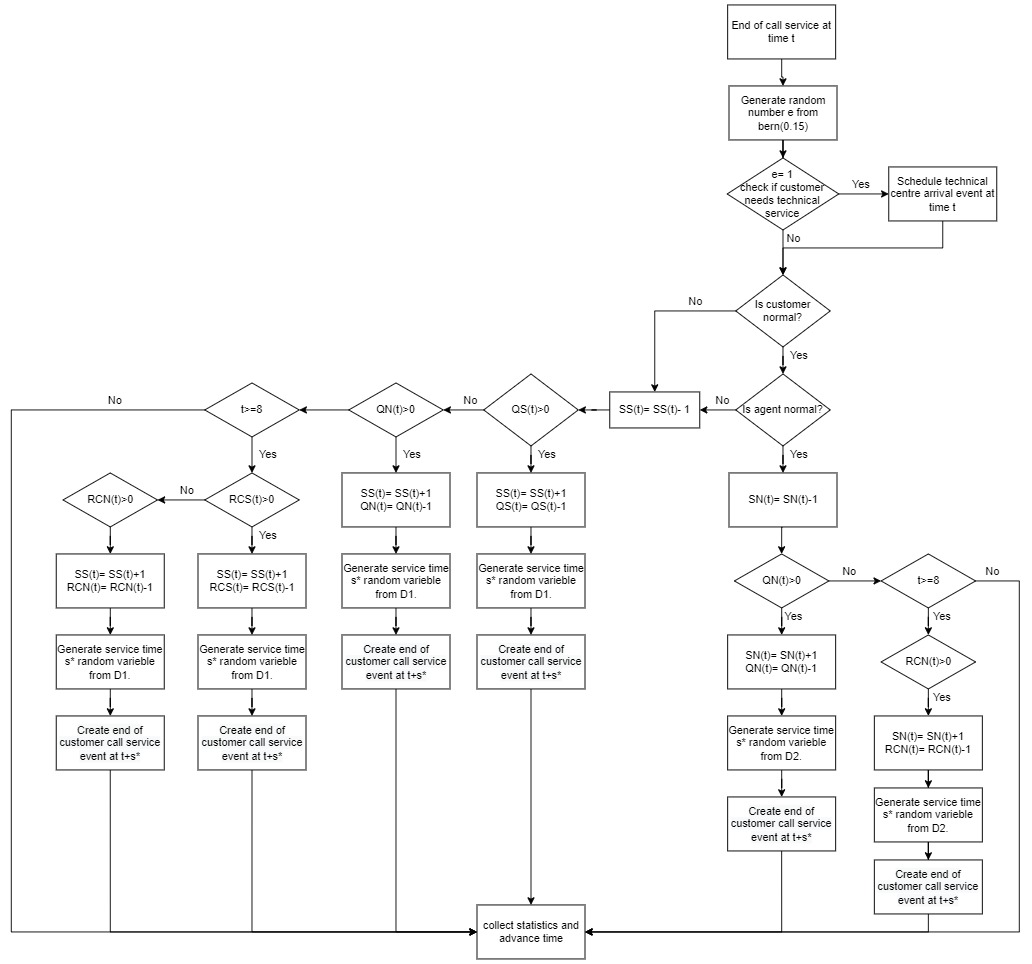 End of call service at
time t
Generate random
number e from
bern(0.15)
e= 1
check if customer
needs technical
service
Yes
Schedule technical
centre arrival event at
time t
No
Is customer
normal?
No
Yes
Is agent normal?
No
SS(t)= SS(t)- 1
QS(t)>0
No
QN(t)>0
t>=8
No
Yes
Yes
Yes
Yes
RCN(t)>0
No
RCS(t)>0
SS(t)= SS(t)+1
QN(t)= QN(t)-1
SS(t)= SS(t)+1
QS(t)= QS(t)-1
SN(t)= SN(t)-1
Yes
SS(t)= SS(t)+1
RCN(t)= RCN(t)-1
SS(t)= SS(t)+1
RCS(t)= RCS(t)-1
Generate service time
s* random varieble
from D1.
Generate service time
s* random varieble
from D1.
QN(t)>0
No
t>=8
No
Yes
Yes
Generate service time
s* random varieble
from D1.
Generate service time
s* random varieble
from D1.
Create end of
customer call service
event at t+s*
Create end of
customer call service
event at t+s*
SN(t)= SN(t)+1
QN(t)= QN(t)-1
RCN(t)>0
Yes
Create end of
customer call service
event at t+s*
Create end of
customer call service
event at t+s*
Generate service time
s* random varieble
from D2.
SN(t)= SN(t)+1
RCN(t)= RCN(t)-1
Create end of
customer call service
event at t+s*
Generate service time
s* random varieble
from D2.
Create end of
customer call service
event at t+s*
collect statistics and
advance time